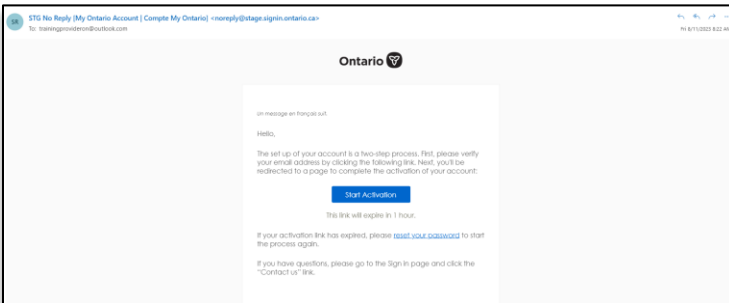 SR
STG No Reply (My Ontario Account | Compte My Ontario) <noreply@stage.signin.ontario.ca>
To: trainingprovideron@outlook.com
Fri 8/11/2023 8:22 AM
Ontario
Un message en français suit.
Hello,
The set up of your account is a two-step process. First, please verify
your email address by clicking the following link. Next, you'll be
redirected to a page to complete the activation of your account:
Start Activation
This link will expire in 1 hour.
If your activation link has expired, please reset your password to start
the process again.
If you have questions, please go to the Sign In page and click the
"Contact us" link.